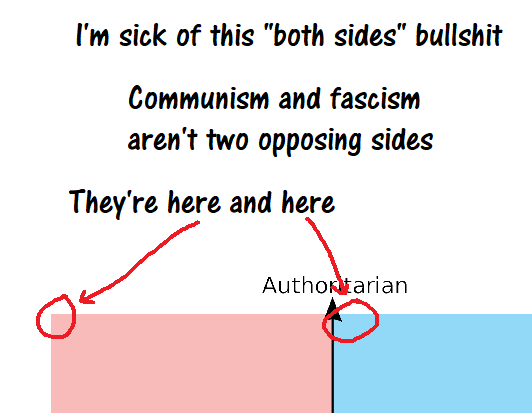 I'm sick of this "both sides" bullshit
Communism and fascism
aren't two opposing sides
They're here and here
Authoritarian